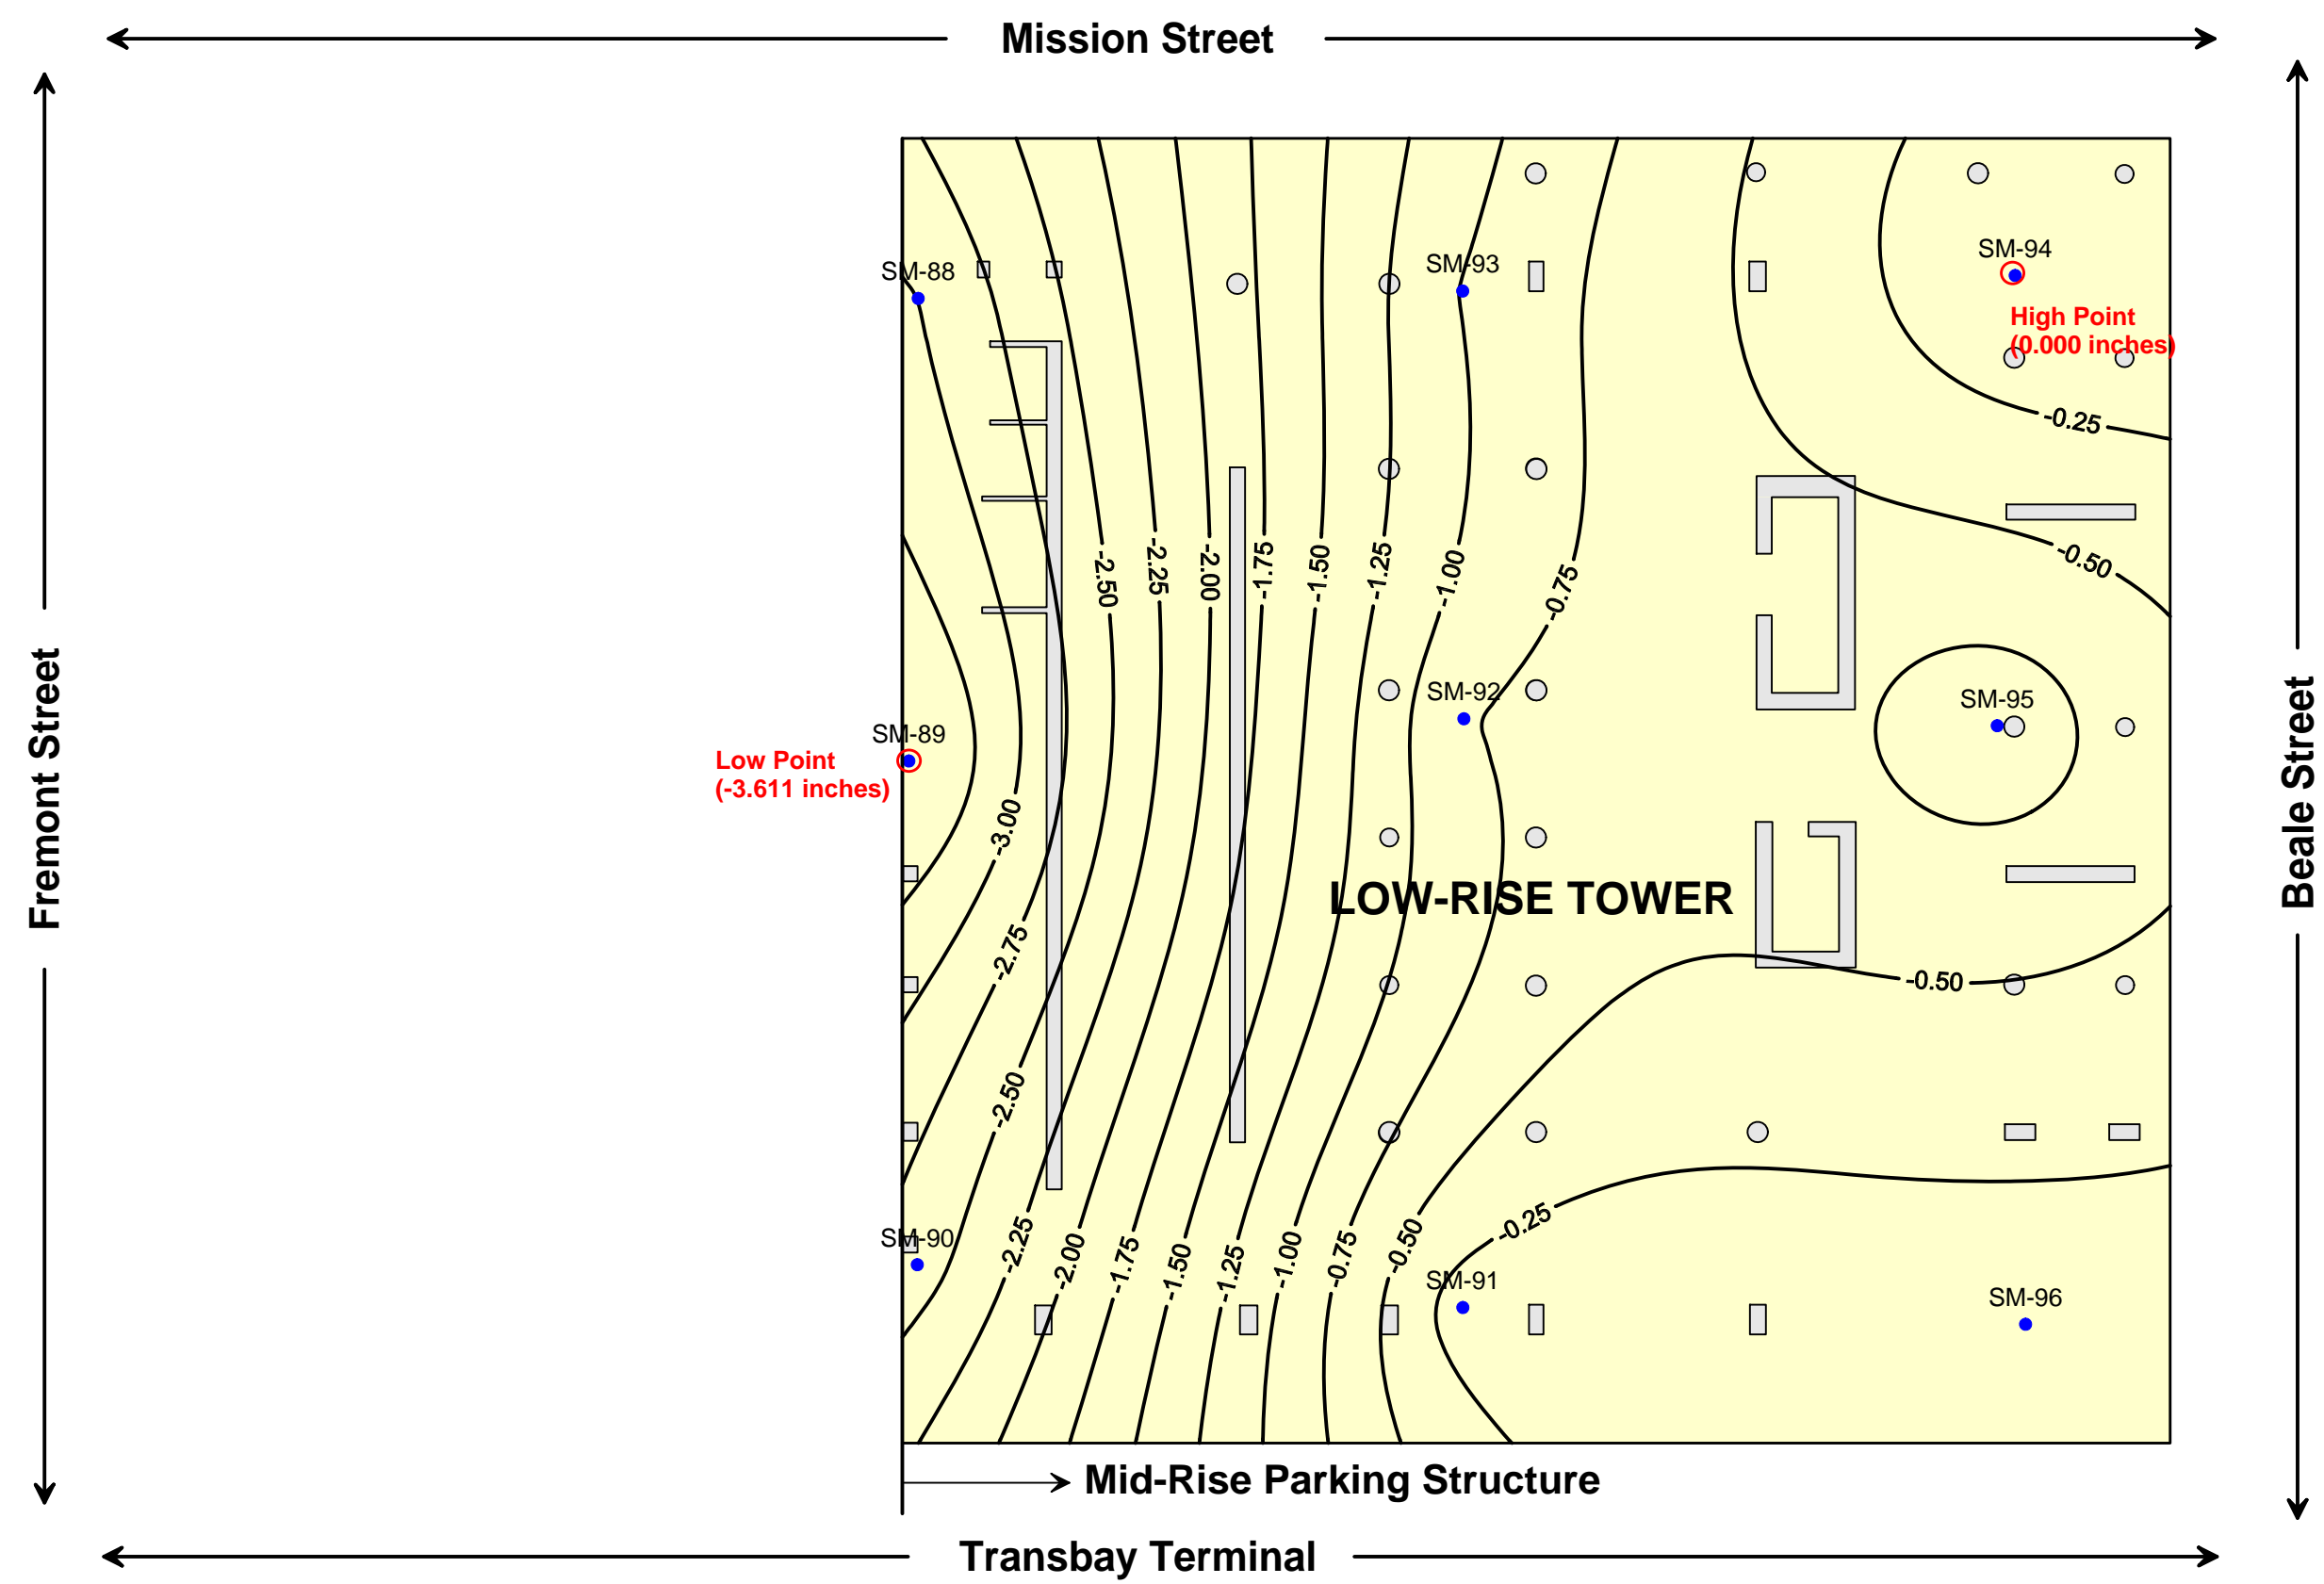 Mission Street
SM-88
SM-93
SM-94
High Point
(0.000 inches)
-0.25
-2.50
-2.25
-2.00
-1.75
-1.50
-1.25
-1.00
-0.75
-0.50
Fremont Street
Beale Street
SM-92
SM-95
SM-89
Low Point
(-3.611 inches)
-3.00
LOW-RISE TOWER
-2.75
-0.50
-2.50
-0.25
SM-90
-2.25
-2.00
-1.75
-1.50
-1.25
-1.00
-0.75
-0.50
SM-91
SM-96
Mid-Rise Parking Structure
Transbay Terminal